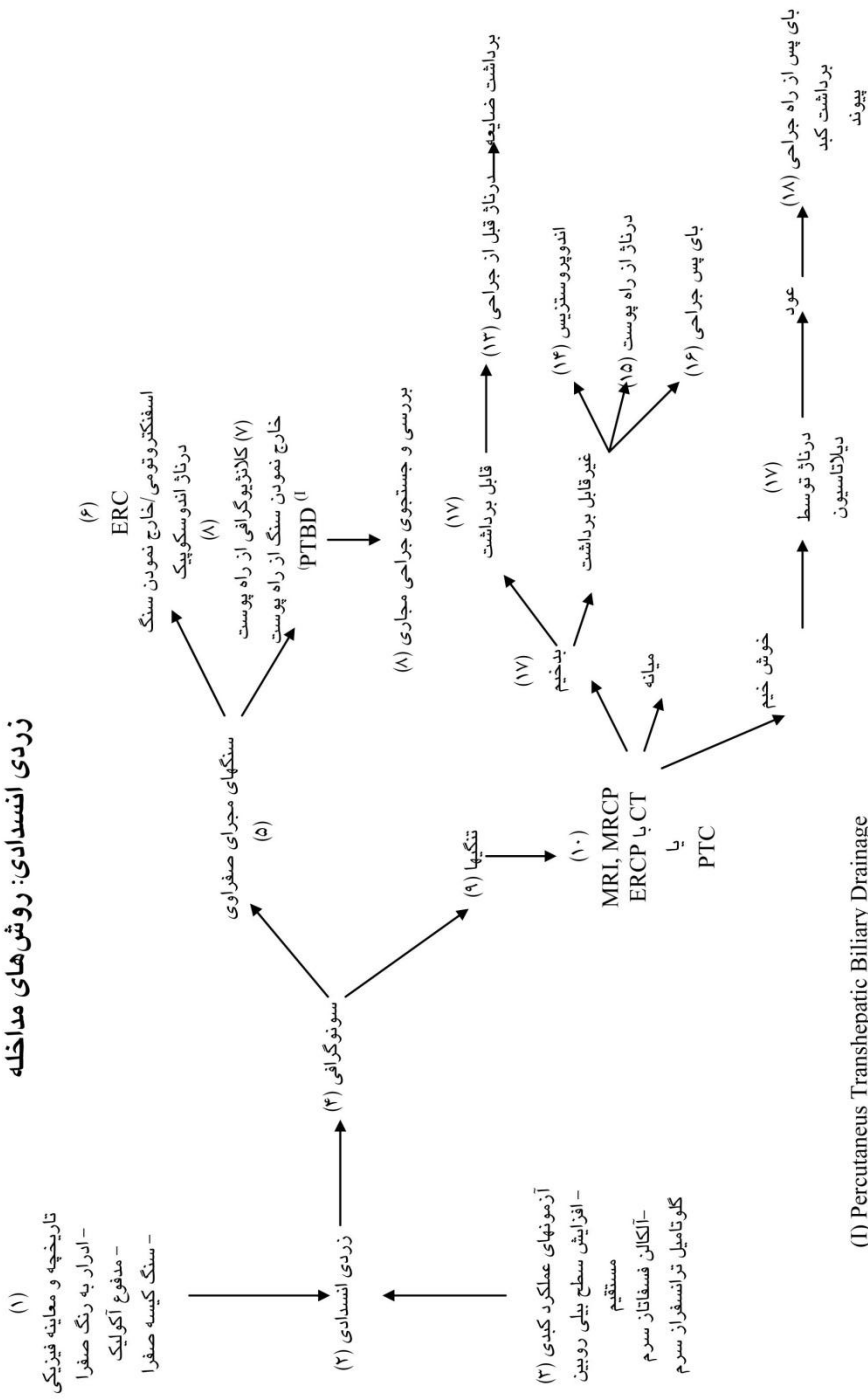 زردی انسدادی: روش‌های مداخله
(۱)
تاریخچه و معاینه فیزیکی
– ادرار به رنگ صفرا
– مدفوع آکولیک
– سنگ کیسه صفرا
زردی انسدادی (۲)
آزمونهای عملکرد کبدی (۳)
– افزایش سطح بیلی روبین
مستقیم
–آلکالن فسفاتاز سرم
گلوتامیل ترانسفراز سرم
سونوگرافی (۴)
سنگهای مجرای صفراوی
(۵)
(۶)
ERC
اسفنکتروتومی/خارج نمودن سنگ
درناژ اندوسکوپیک
(۸)
(۷) کلانژیوگرافی از راه پوست
خارج نمودن سنگ از راه پوست
(PTBD (I
بررسی و جستجوی جراحی مجاری (۸)
تنگیها (۹)
(۱۰)
MRI, MRCP
CT یا ERCP
یا
PTC
بدخیم
(۱۷)
میانه
خوش خیم
قابل برداشت
(۱۷)
درناژ قبل از جراحی (۱۳)
برداشت ضایعه
غیرقابل برداشت
اندوپروستزیس (۱۴)
درناژ از راه پوست (۱۵)
بای پس جراحی (۱۶)
(۱۷)
درناژ توسط
دیلاتاسیون
عود
بای پس از راه جراحی (۱۸)
برداشت کبد
پیوند
(I) Percutaneus Transhepatic Biliary Drainage